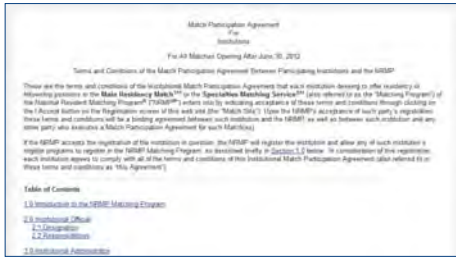 Match Participation Agreement
For
Institutions
For All Matches Opening After June 30, 2012
Terms and Conditions of the Match Participation Agreement Between Participating Institutions and the NRMP
These are the terms and conditions of the Institutional Match Participation Agreement that each institution desiring to offer residency or
fellowship positions in the Main Residency Match or the Specialties Matching Service (also referred to as the "Matching Program") of
the National Resident Matching Program ("NRMP") enters into by indicating acceptance of these terms and conditions through clicking on
the I Accept button on the Registration screen of this web site (the "Match Site"). Upon the NRMP's acceptance of such party's registration
these terms and conditions will be a binding agreement between such institution and the NRMP, as well as between such institution and any
other party who executes a Match Participation Agreement for such Match(es).
If the NRMP accepts the registration of the institution in question, the NRMP will register the institution and allow any of such institution's
eligible programs to register in the NRMP Matching Program, as described briefly in Section 1.0 below. In consideration of this registration,
each institution agrees to comply with all of the terms and conditions of this Institutional Match Participation Agreement (also referred to in
these terms and conditions as "this Agreement").
Table of Contents
1.0 Introduction to the NRMP Matching Program
2.0 Institutional Official
2.1 Designation
2.2 Responsibilities
3.0 Institutional Administrator